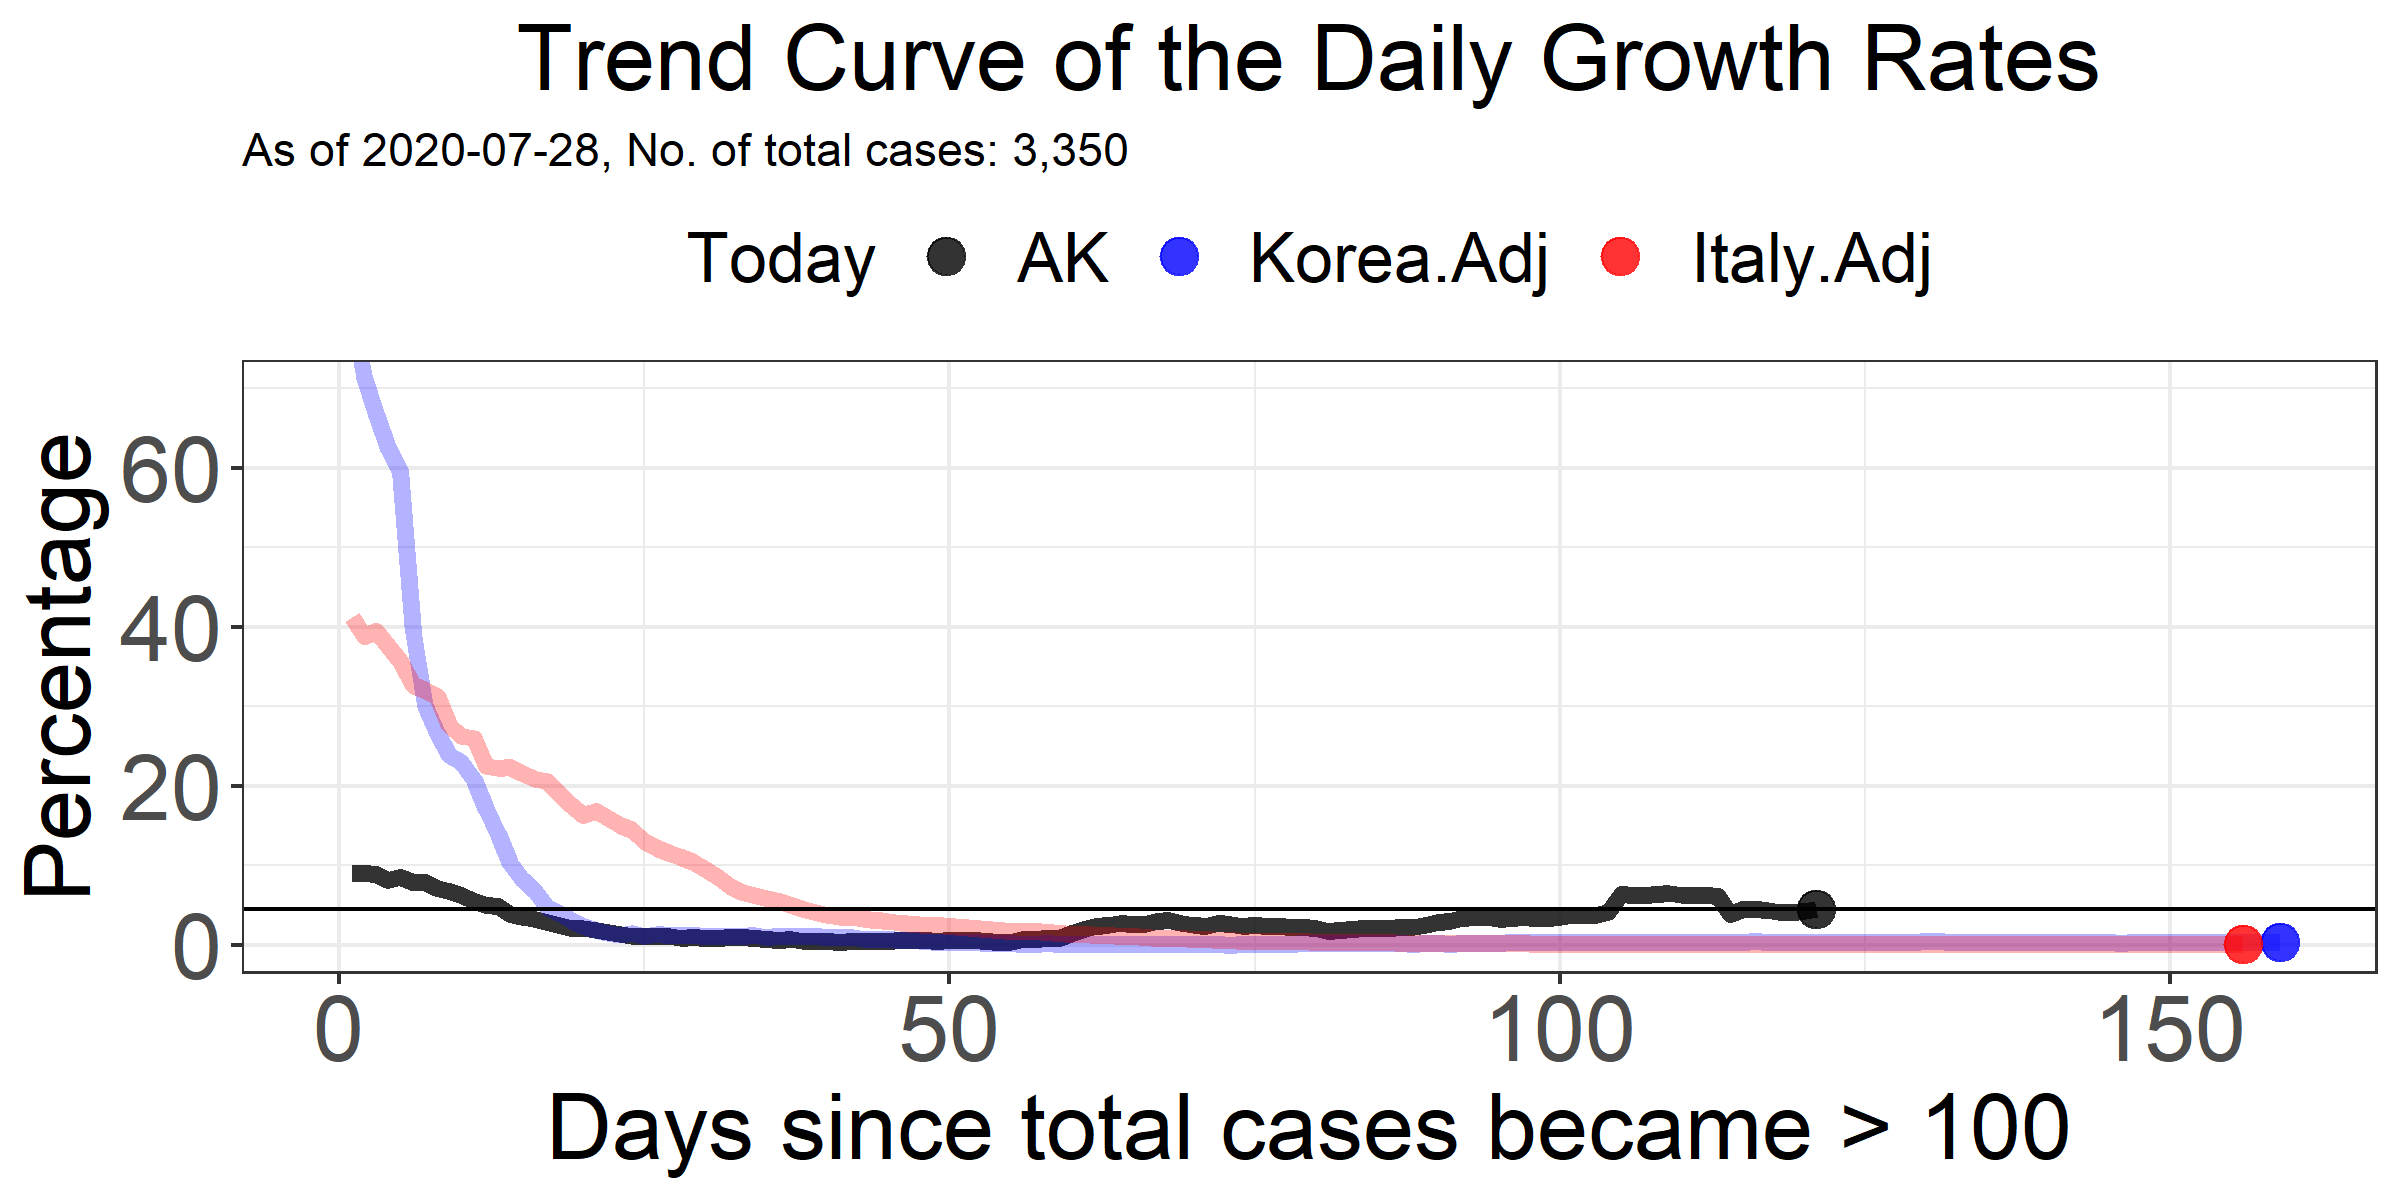 Trend Curve of the Daily Growth Rates
As of 2020-07-28, No. of total cases: 3,350
Today AK Korea.Adj Italy.Adj
Percentage
60
40
20
0
0 50 100 150
Days since total cases became > 100